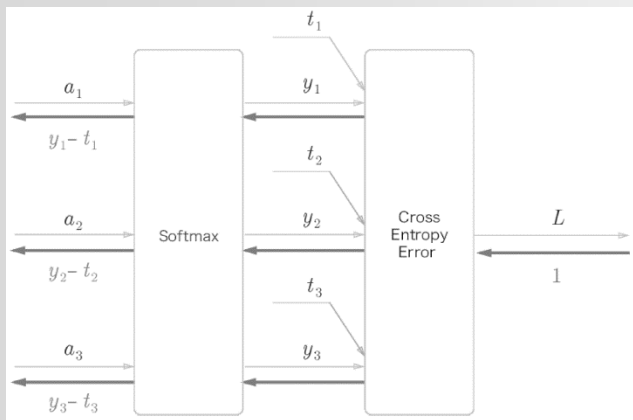 t₁
a₁
y₁
y₁– t₁
t₂
a₂
Softmax
y₂
Cross
Entropy
Error
L
y₂– t₂
1
t₃
a₃
y₃
y₃– t₃